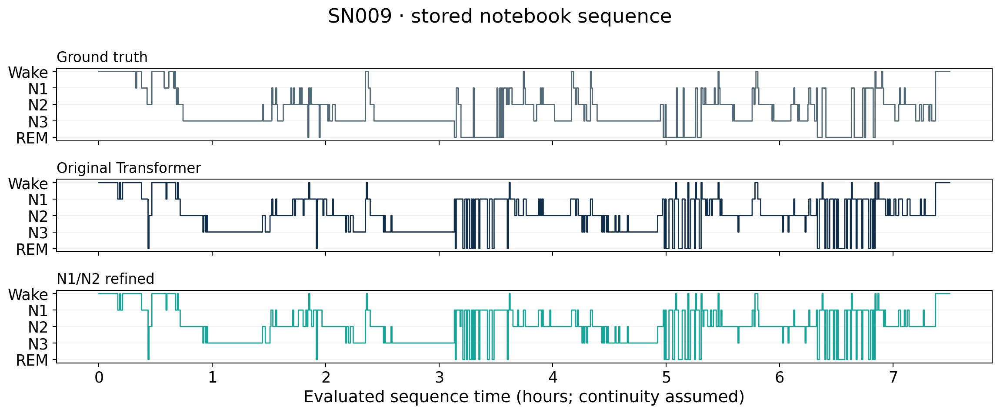 SN009 · stored notebook sequence
Ground truth
Wake
N1
N2
N3
REM
Original Transformer
Wake
N1
N2
N3
REM
N1/N2 refined
Wake
N1
N2
N3
REM
0 1 2 3 4 5 6 7
Evaluated sequence time (hours; continuity assumed)